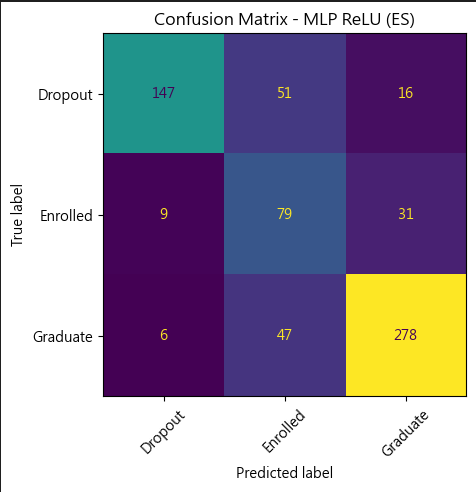 Confusion Matrix - MLP ReLU (ES)
Dropout 147 51 16
Enrolled 9 79 31
Graduate 6 47 278
True label
Dropout Enrolled Graduate
Predicted label